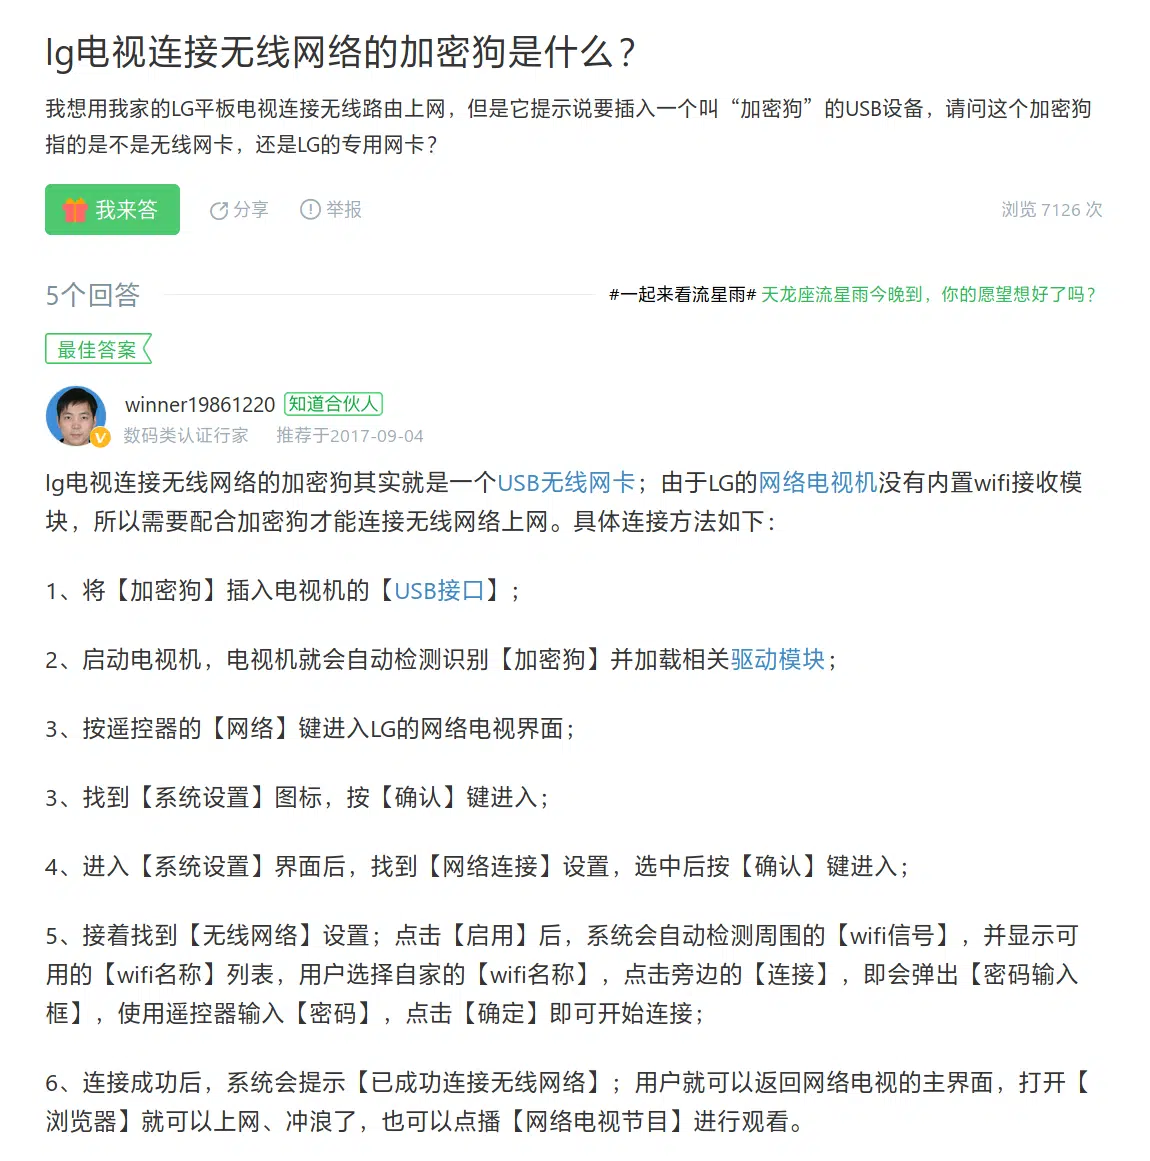 lg电视连接无线网络的加密狗是什么？
我想用我家的LG平板电视连接无线路由上网，但是它提示说要插入一个叫“加密狗”的USB设备，请问这个加密狗
指的是不是无线网卡，还是LG的专用网卡？
我来答 分享 举报 浏览 7126 次
5个回答 #一起来看流星雨# 天龙座流星雨今晚到，你的愿望想好了吗？
最佳答案
winner19861220 知道合伙人
数码类认证行家 推荐于2017-09-04
lg电视连接无线网络的加密狗其实就是一个USB无线网卡；由于LG的网络电视机没有内置wifi接收模
块，所以需要配合加密狗才能连接无线网络上网。具体连接方法如下：
1、将【加密狗】插入电视机的【USB接口】；
2、启动电视机，电视机就会自动检测识别【加密狗】并加载相关驱动模块；
3、按遥控器的【网络】键进入LG的网络电视界面；
3、找到【系统设置】图标，按【确认】键进入；
4、进入【系统设置】界面后，找到【网络连接】设置，选中后按【确认】键进入；
5、接着找到【无线网络】设置；点击【启用】后，系统会自动检测周围的【wifi信号】，并显示可
用的【wifi名称】列表，用户选择自家的【wifi名称】，点击旁边的【连接】，即会弹出【密码输入
框】，使用遥控器输入【密码】，点击【确定】即可开始连接；
6、连接成功后，系统会提示【已成功连接无线网络】；用户就可以返回网络电视的主界面，打开【
浏览器】就可以上网、冲浪了，也可以点播【网络电视节目】进行观看。